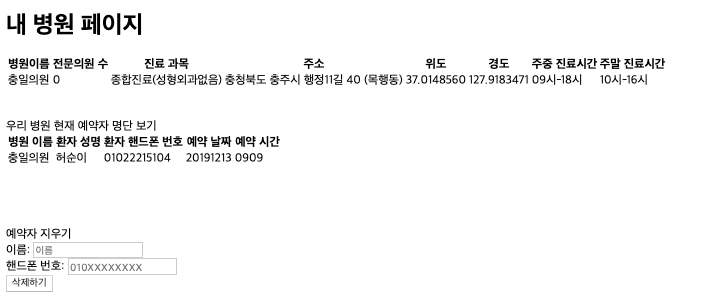 내 병원 페이지
병원이름 전문의원 수 진료 과목 주소 위도 경도 주중 진료시간 주말 진료시간
충일의원 0 종합진료(성형외과없음) 충청북도 충주시 행정11길 40 (목행동) 37.0148560 127.9183471 09시-18시 10시-16시
우리 병원 현재 예약자 명단 보기
병원 이름 환자 성명 환자 핸드폰 번호 예약 날짜 예약 시간
충일의원 허순이 01022215104 20191213 0909
예약자 지우기
이름: 이름
핸드폰 번호: 010XXXXXXXX
삭제하기